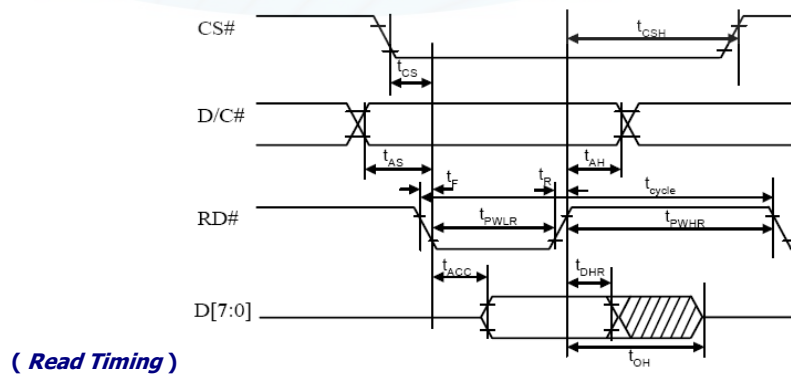 CS#
tCSH
tCS
D/C#
tAS
tAH
tF
tR
tcycle
RD#
tPWLR
tPWHR
tACC
tDHR
D[7:0]
tOH
( Read Timing )